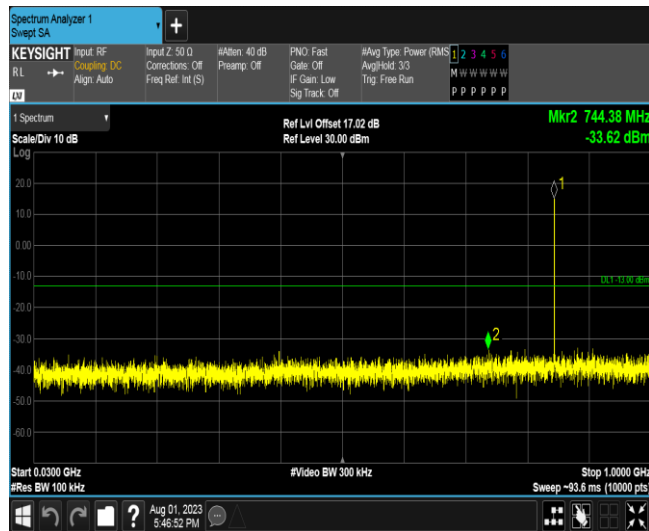 Spectrum Analyzer 1
Swept SA
+
KEYSIGHT Input: RF
RL Coupling: DC
Align: Auto
LXI
Input Z: 50 Ω
Corrections: Off
Freq Ref: Int (S)
#Atten: 40 dB
Preamp: Off
PNO: Fast
Gate: Off
IF Gain: Low
Sig Track: Off
#Avg Type: Power (RMS
Avg|Hold: 3/3
Trig: Free Run
1 2 3 4 5 6
M W W W W W
P P P P P P
1 Spectrum
Scale/Div 10 dB
Log
Ref Lvl Offset 17.02 dB
Ref Level 30.00 dBm
Mkr2 744.38 MHz
-33.62 dBm
20.0
10.0
0.00
-10.0
-20.0
-30.0
-40.0
-50.0
-60.0
1
DL1 -13.00 dBm
2
Start 0.0300 GHz
#Res BW 100 kHz
#Video BW 300 kHz
Stop 1.0000 GHz
Sweep ~93.6 ms (10000 pts)
?
Aug 01, 2023
5:46:52 PM